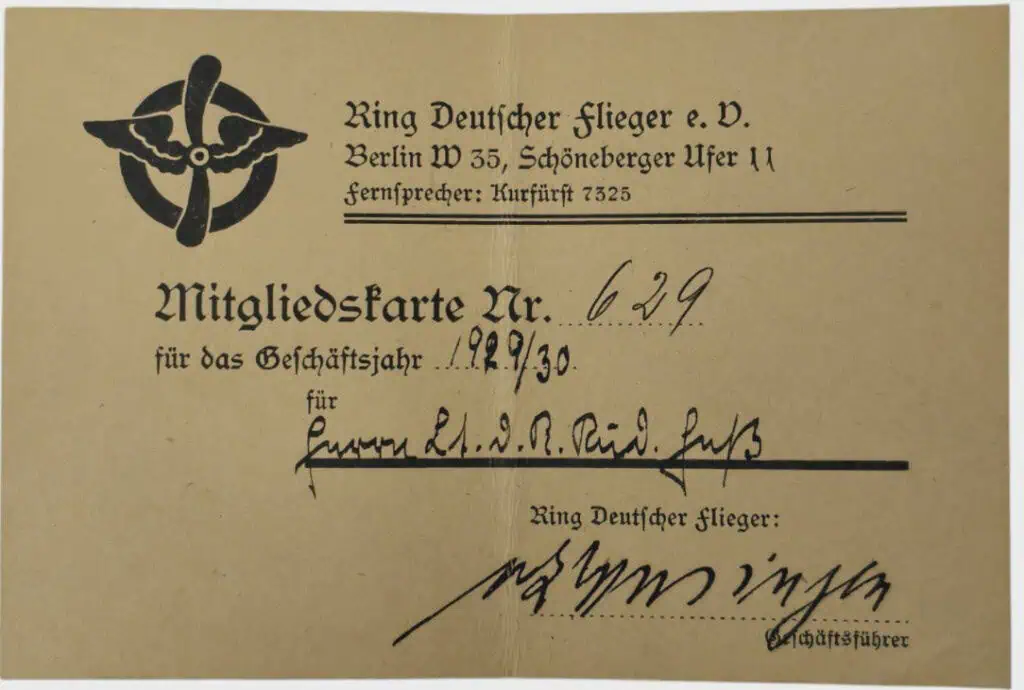 Ring Deutscher Flieger e. V.
Berlin W 35, Schöneberger Ufer 11
Fernsprecher: Kurfürst 7325
Mitgliedskarte Nr. 629
für das Geschäftsjahr 1929/30
für
Herrn Lt. d. R. Rud. Heß
Ring Deutscher Flieger:
Geschäftsführer